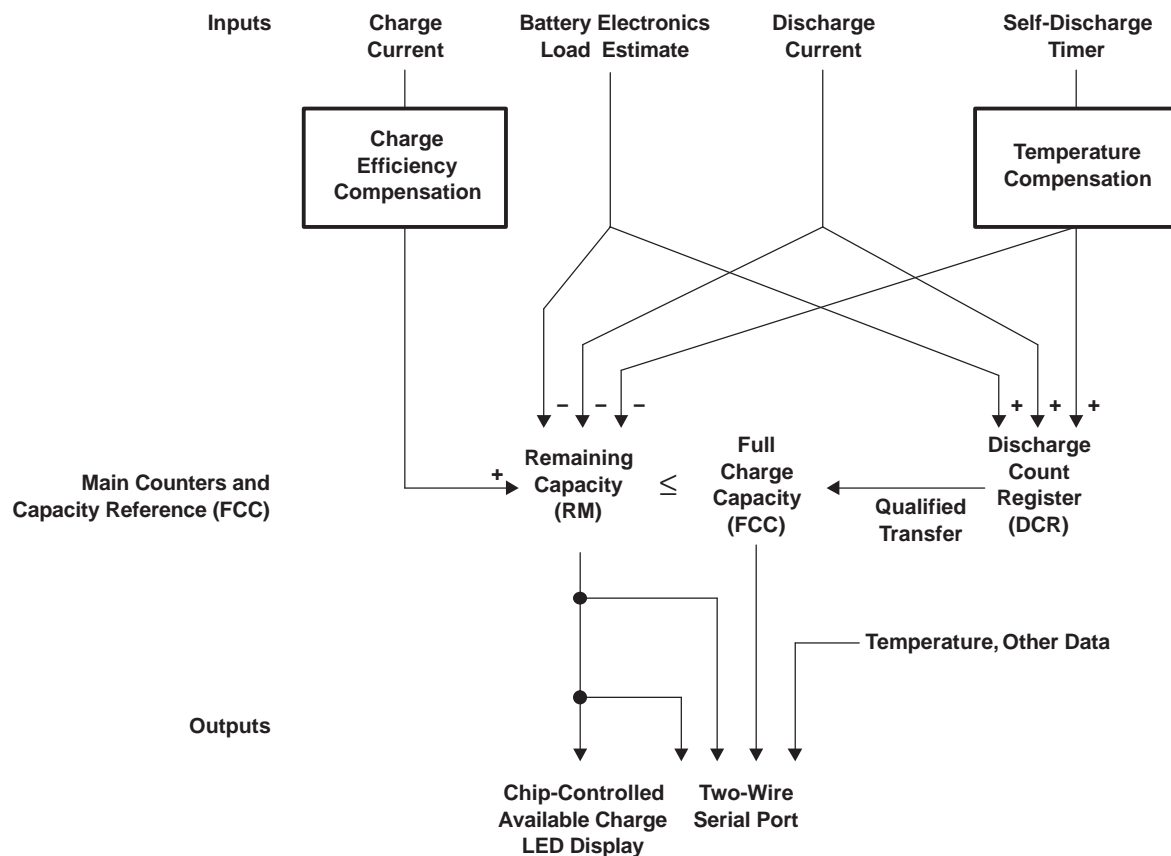 Inputs
Charge
Current
Battery Electronics
Load Estimate
Discharge
Current
Self-Discharge
Timer
Charge
Efficiency
Compensation
Temperature
Compensation
– – –
+ + +
Main Counters and
Capacity Reference (FCC)
+
Remaining
Capacity
(RM)
≤
Full
Charge
Capacity
(FCC)
Qualified
Transfer
Discharge
Count
Register
(DCR)
Temperature, Other Data
Outputs
Chip-Controlled
Available Charge
LED Display
Two-Wire
Serial Port